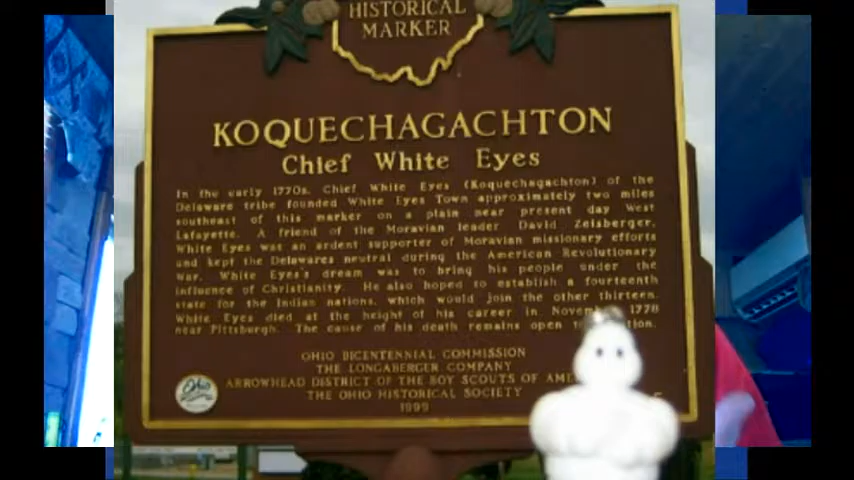 HISTORICAL
MARKER
KOQUECHAGACHTON
Chief White Eyes
In the early 1770s, Chief White Eyes (Koquechagachton) of the
Delaware tribe founded White Eyes Town approximately two miles
southeast of this marker on a plain near present day West
Lafayette. A friend of the Moravian leader David Zeisberger,
White Eyes was an ardent supporter of Moravian missionary efforts
and kept the Delawares neutral during the American Revolutionary
War. White Eyes's dream was to bring his people under the
influence of Christianity. He also hoped to establish a fourteenth
state for the Indian nations, which would join the other thirteen.
White Eyes died at the height of his career in 1778
near Pittsburgh. The cause of his death remains open
OHIO BICENTENNIAL COMMISSION
THE LONGABERGER COMPANY
ARROWHEAD DISTRICT OF THE BOY SCOUTS OF
THE OHIO HISTORICAL SOCIETY
1999